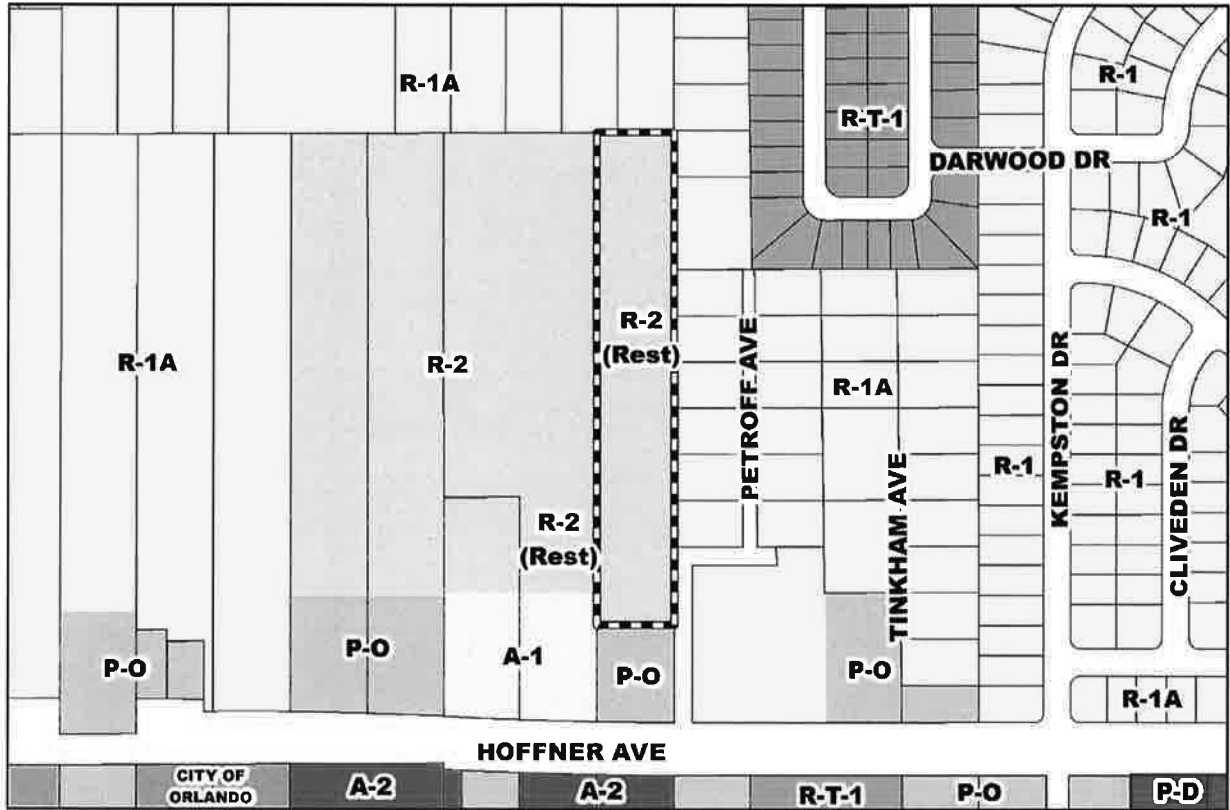 R-1A
R-1
R-T-1
DARWOOD DR
R-1
R-2
(Rest)
R-1A
R-2
PETROFF AVE
R-1A
KEMPSTON DR
R-1
R-1
TINKHAM AVE
CLIVEDEN DR
R-2
(Rest)
P-O
P-O
A-1
P-O
P-O
R-1A
HOFFNER AVE
CITY OF
ORLANDO
A-2
A-2
R-T-1
P-O
P-D